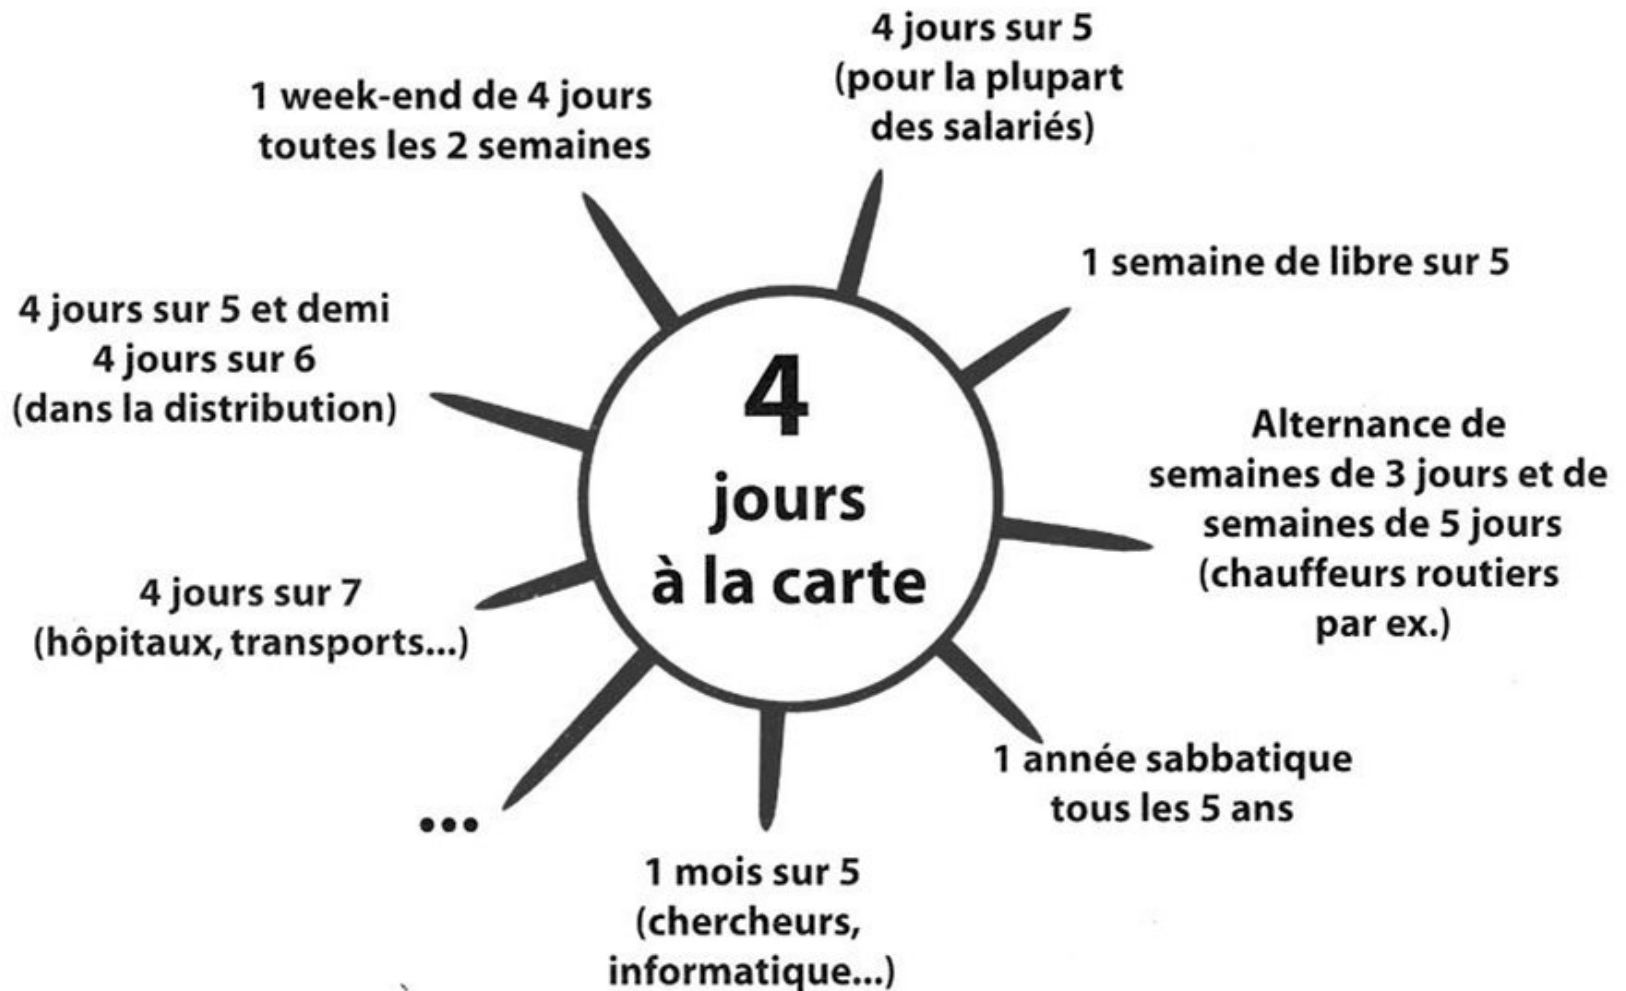 4 jours sur 5
(pour la plupart
des salariés)
1 week-end de 4 jours
toutes les 2 semaines
1 semaine de libre sur 5
4 jours sur 5 et demi
4 jours sur 6
(dans la distribution)
4
jours
à la carte
Alternance de
semaines de 3 jours et de
semaines de 5 jours
(chauffeurs routiers
par ex.)
4 jours sur 7
(hôpitaux, transports...)
1 année sabbatique
tous les 5 ans
...
1 mois sur 5
(chercheurs,
informatique...)